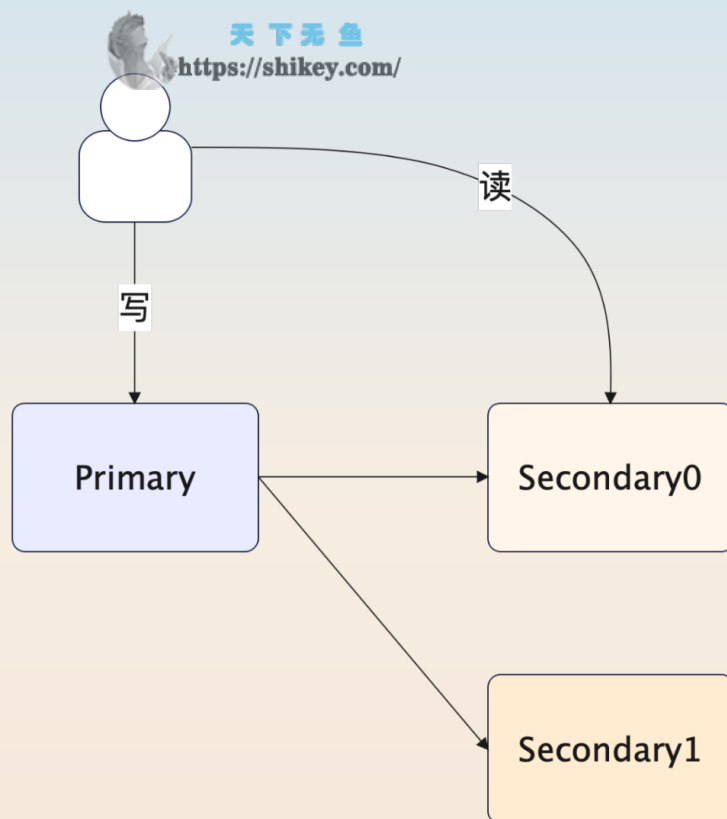 天下无鱼
https://shikey.com/
读
写
Primary
Secondary0
Secondary1